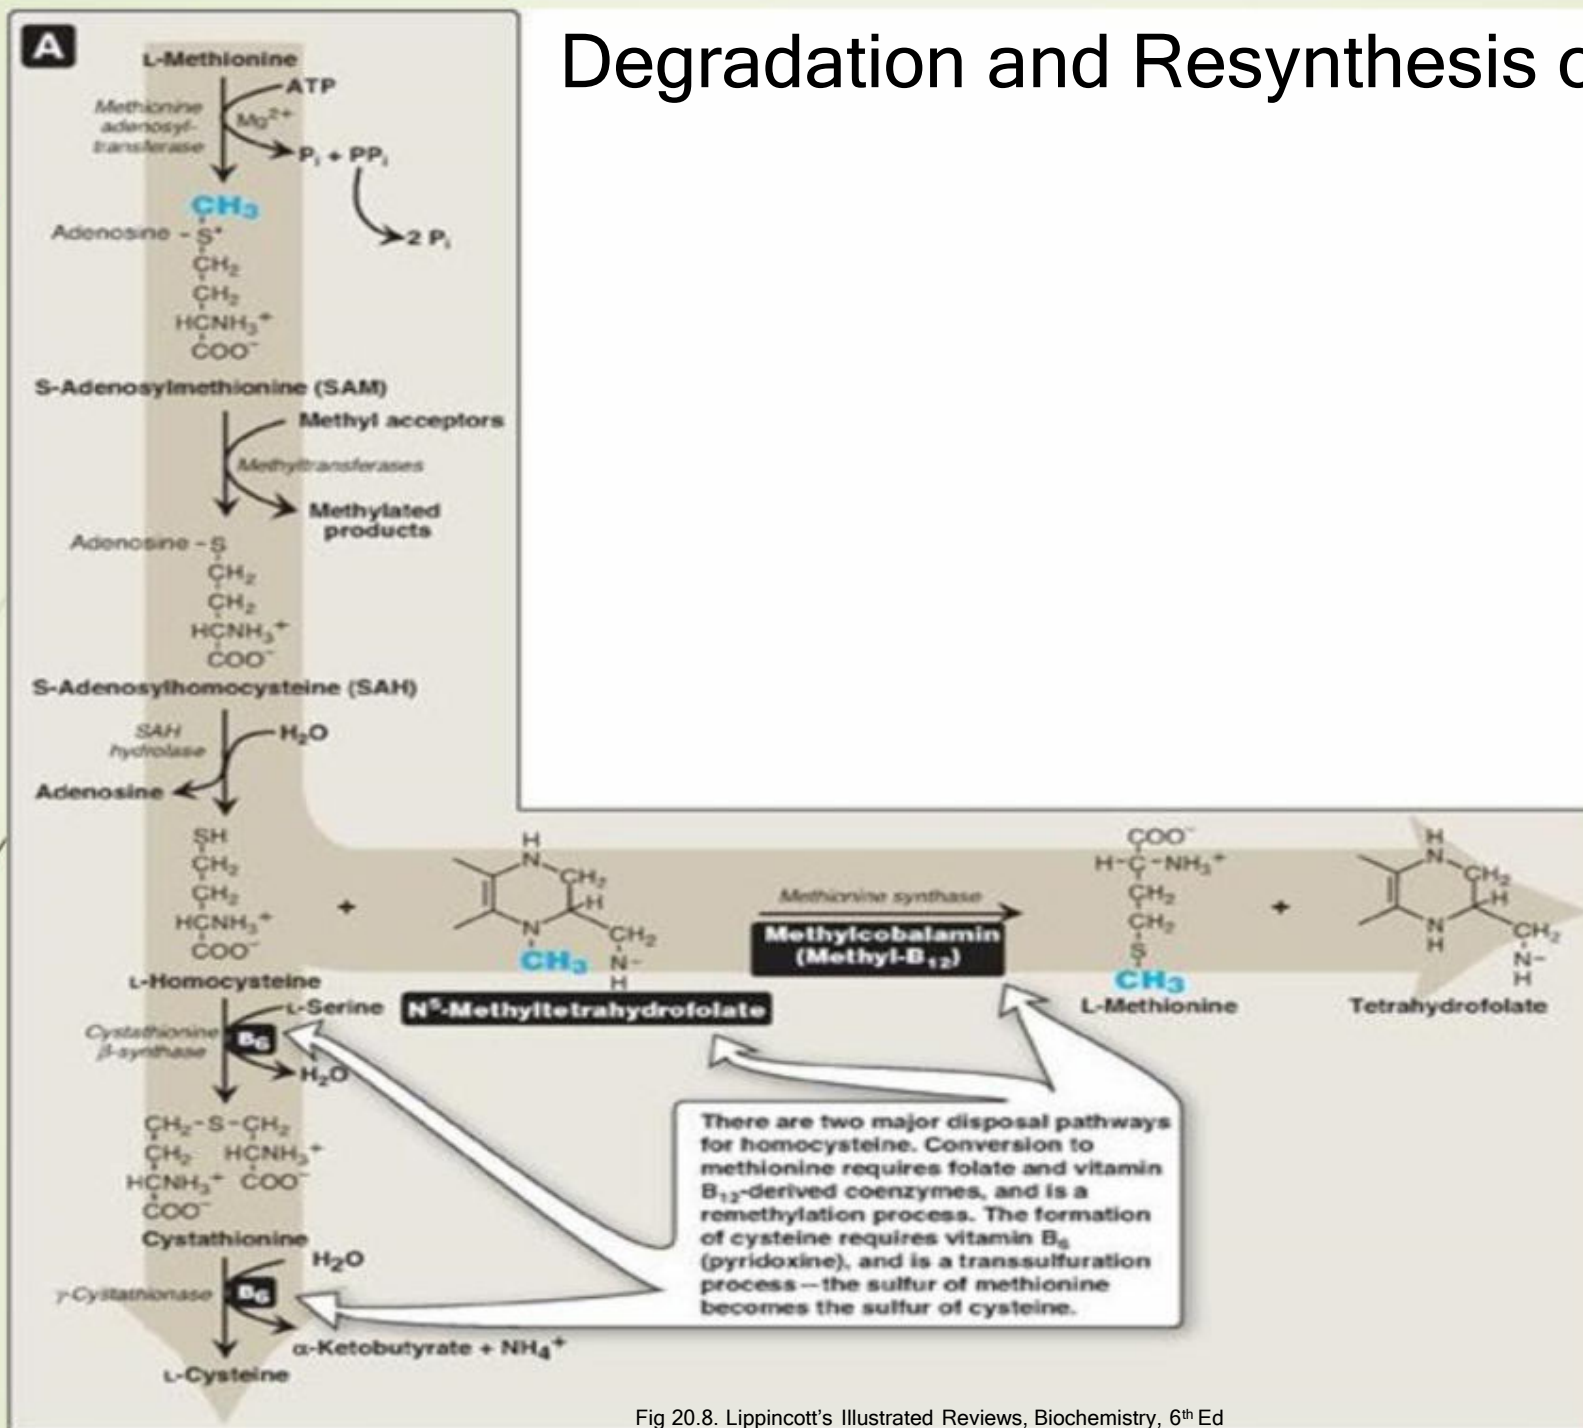 A
Degradation and Resynthesis o
L-Methionine
ATP
Methionine
adenosyl-
transferase
Mg²⁺
Pᵢ + PPᵢ
2 Pᵢ
CH₃
Adenosine - S⁺
CH₂
CH₂
HCNH₃⁺
COO⁻
S-Adenosylmethionine (SAM)
Methyl acceptors
Methyltransferases
Methylated
products
Adenosine - S
CH₂
CH₂
HCNH₃⁺
COO⁻
S-Adenosylhomocysteine (SAH)
SAH
hydrolase
H₂O
Adenosine
SH
CH₂
CH₂
HCNH₃⁺
COO⁻
L-Homocysteine
+
H
N
CH₂
H
N
CH₂
CH₃
N-
H
N⁵-Methyltetrahydrofolate
Methionine synthase
Methylcobalamin
(Methyl-B₁₂)
COO⁻
H-C-NH₃⁺
CH₂
CH₂
S
CH₃
L-Methionine
+
H
N
CH₂
H
N
H
CH₂
N-
H
Tetrahydrofolate
L-Serine
Cystathionine
β-synthase
B₆
H₂O
CH₂-S-CH₂
CH₂ HCNH₃⁺
HCNH₃⁺ COO⁻
COO⁻
Cystathionine
H₂O
γ-Cystathionase
B₆
α-Ketobutyrate + NH₄⁺
L-Cysteine
There are two major disposal pathways
for homocysteine. Conversion to
methionine requires folate and vitamin
B₁₂-derived coenzymes, and is a
remethylation process. The formation
of cysteine requires vitamin B₆
(pyridoxine), and is a transsulfuration
process—the sulfur of methionine
becomes the sulfur of cysteine.
Fig 20.8. Lippincott’s Illustrated Reviews, Biochemistry, 6th Ed